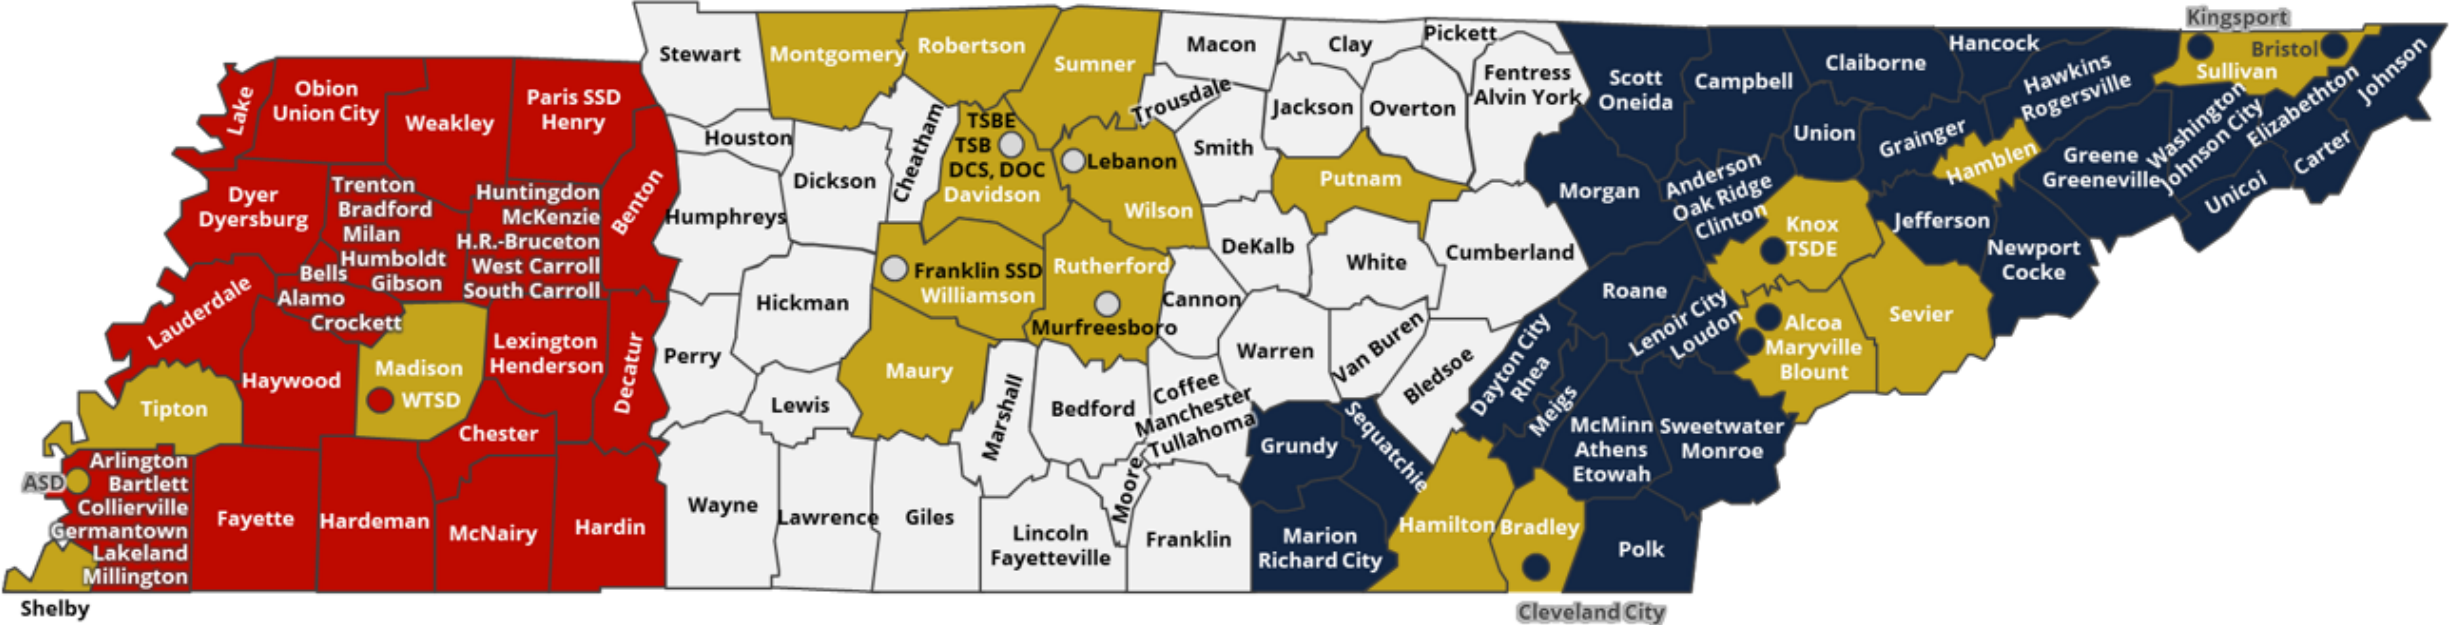 Lake
Obion
Union City
Weakley
Paris SSD
Henry
Benton
Dyer
Dyersburg
Trenton
Bradford
Milan
Humboldt
Gibson
Huntingdon
McKenzie
H.R.-Bruceton
West Carroll
South Carroll
Lauderdale
Bells
Alamo
Crockett
Haywood
Madison
WTSD
Lexington
Henderson
Decatur
Tipton
Chester
ASD
Arlington
Bartlett
Collierville
Germantown
Lakeland
Millington
Shelby
Fayette
Hardeman
McNairy
Hardin
Stewart
Montgomery
Robertson
Sumner
Macon
Trousdale
Clay
Pickett
Fentress
Alvin York
Jackson
Overton
Houston
Dickson
Cheatham
TSBE
TSB
DCS, DOC
Davidson
Lebanon
Wilson
Smith
Putnam
Humphreys
Hickman
Franklin SSD
Williamson
Rutherford
Murfreesboro
Cannon
DeKalb
White
Cumberland
Perry
Lewis
Maury
Marshall
Bedford
Coffee
Manchester
Tullahoma
Warren
Van Buren
Bledsoe
Wayne
Lawrence
Giles
Lincoln
Fayetteville
Moore
Franklin
Scott
Oneida
Campbell
Claiborne
Hancock
Hawkins
Rogersville
Kingsport
Bristol
Sullivan
Johnson
Washington
Johnson City
Elizabethton
Carter
Unicoi
Greene
Greeneville
Hamblen
Grainger
Union
Morgan
Anderson
Oak Ridge
Clinton
Knox
TSDE
Jefferson
Newport
Cocke
Sevier
Roane
Lenoir City
Loudon
Alcoa
Maryville
Blount
Dayton City
Rhea
Meigs
McMinn
Athens
Etowah
Sweetwater
Monroe
Grundy
Sequatchie
Marion
Richard City
Hamilton
Bradley
Cleveland City
Polk